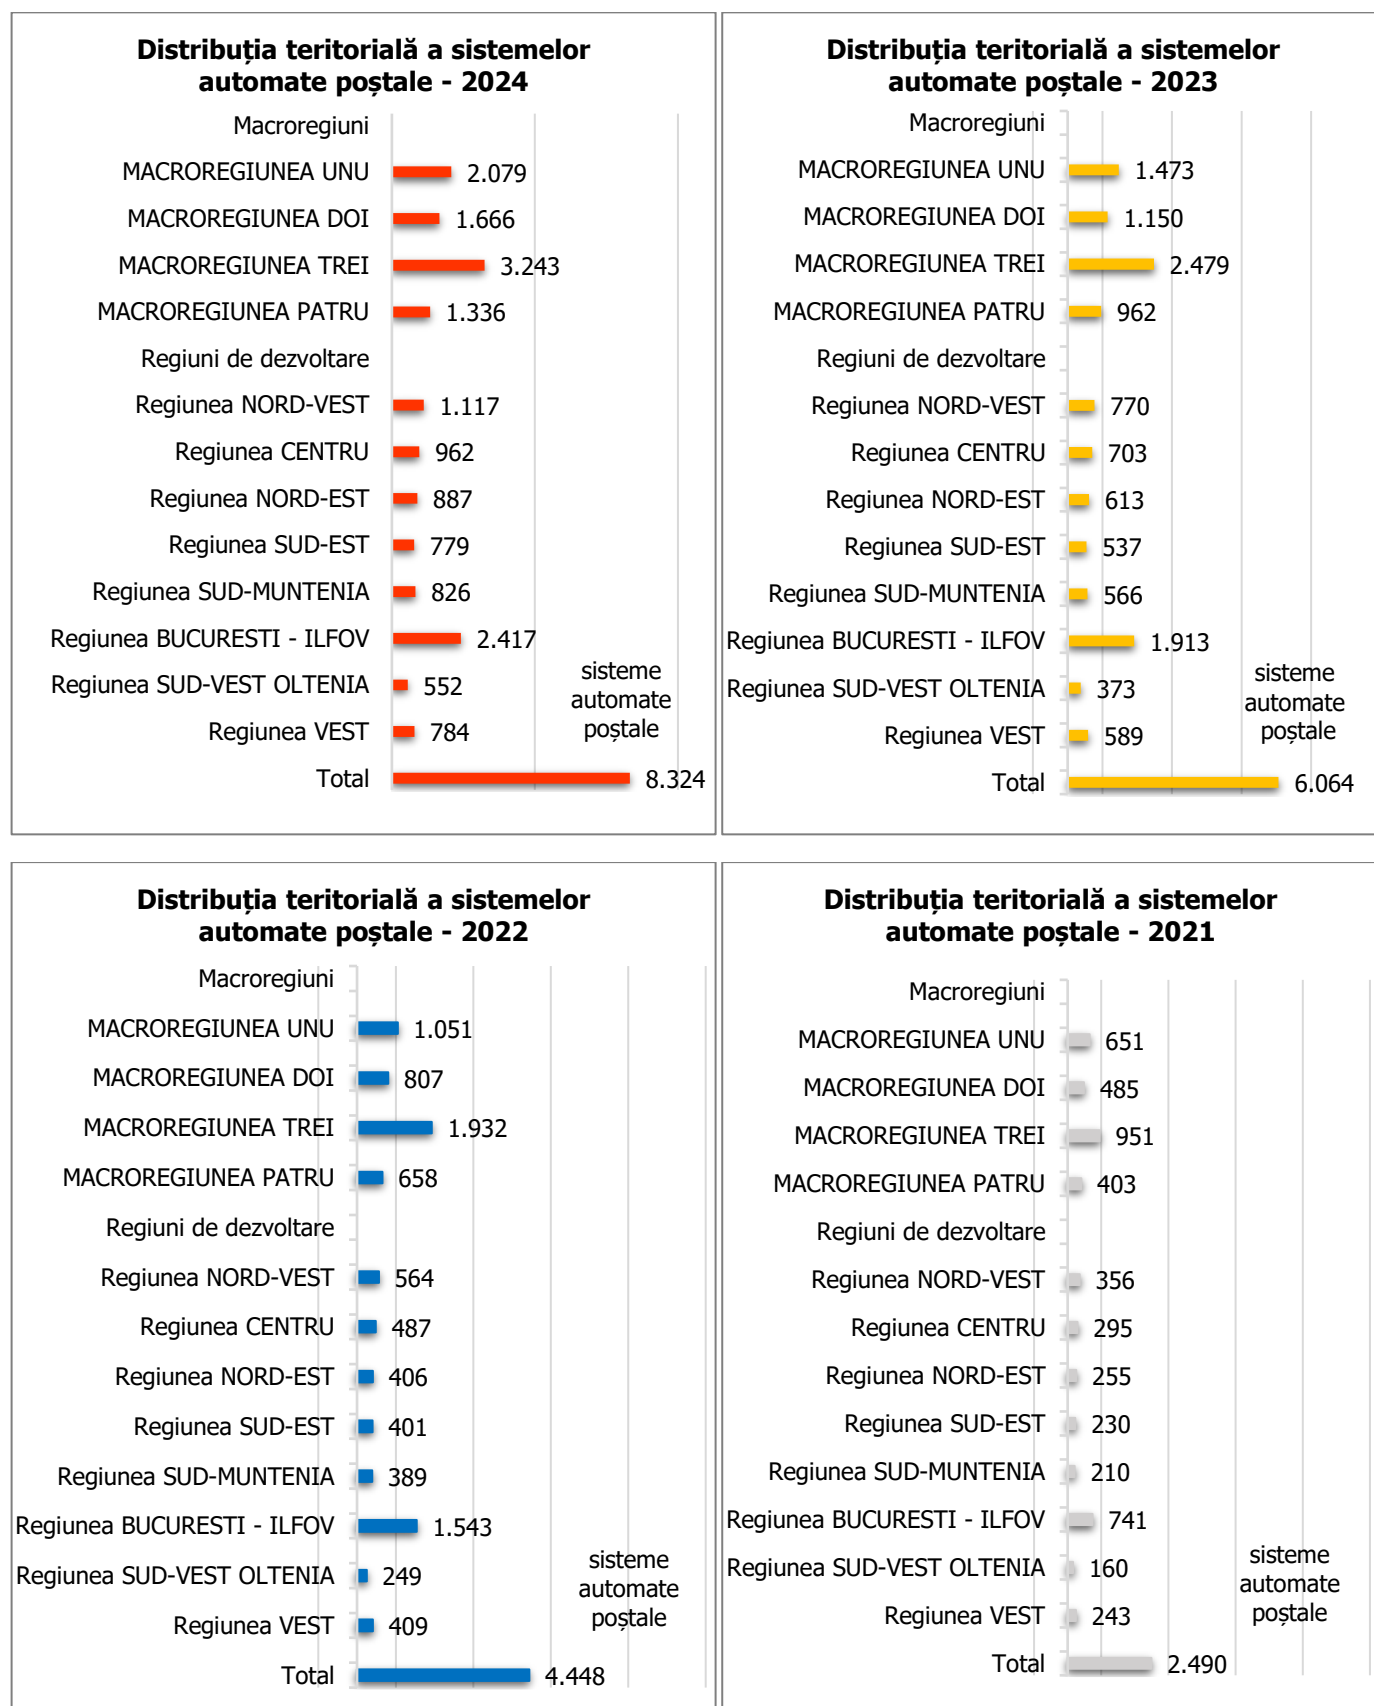 Distribuția teritorială a sistemelor
automate poștale - 2024
Macroregiuni
MACROREGIUNEA UNU 2.079
MACROREGIUNEA DOI 1.666
MACROREGIUNEA TREI 3.243
MACROREGIUNEA PATRU 1.336
Regiuni de dezvoltare
Regiunea NORD-VEST 1.117
Regiunea CENTRU 962
Regiunea NORD-EST 887
Regiunea SUD-EST 779
Regiunea SUD-MUNTENIA 826
Regiunea BUCURESTI - ILFOV 2.417
Regiunea SUD-VEST OLTENIA 552
Regiunea VEST 784
Total 8.324
sisteme
automate
poștale
Distribuția teritorială a sistemelor
automate poștale - 2023
Macroregiuni
MACROREGIUNEA UNU 1.473
MACROREGIUNEA DOI 1.150
MACROREGIUNEA TREI 2.479
MACROREGIUNEA PATRU 962
Regiuni de dezvoltare
Regiunea NORD-VEST 770
Regiunea CENTRU 703
Regiunea NORD-EST 613
Regiunea SUD-EST 537
Regiunea SUD-MUNTENIA 566
Regiunea BUCURESTI - ILFOV 1.913
Regiunea SUD-VEST OLTENIA 373
Regiunea VEST 589
Total 6.064
sisteme
automate
poștale
Distribuția teritorială a sistemelor
automate poștale - 2022
Macroregiuni
MACROREGIUNEA UNU 1.051
MACROREGIUNEA DOI 807
MACROREGIUNEA TREI 1.932
MACROREGIUNEA PATRU 658
Regiuni de dezvoltare
Regiunea NORD-VEST 564
Regiunea CENTRU 487
Regiunea NORD-EST 406
Regiunea SUD-EST 401
Regiunea SUD-MUNTENIA 389
Regiunea BUCURESTI - ILFOV 1.543
Regiunea SUD-VEST OLTENIA 249
Regiunea VEST 409
Total 4.448
sisteme
automate
poștale
Distribuția teritorială a sistemelor
automate poștale - 2021
Macroregiuni
MACROREGIUNEA UNU 651
MACROREGIUNEA DOI 485
MACROREGIUNEA TREI 951
MACROREGIUNEA PATRU 403
Regiuni de dezvoltare
Regiunea NORD-VEST 356
Regiunea CENTRU 295
Regiunea NORD-EST 255
Regiunea SUD-EST 230
Regiunea SUD-MUNTENIA 210
Regiunea BUCURESTI - ILFOV 741
Regiunea SUD-VEST OLTENIA 160
Regiunea VEST 243
Total 2.490
sisteme
automate
poștale